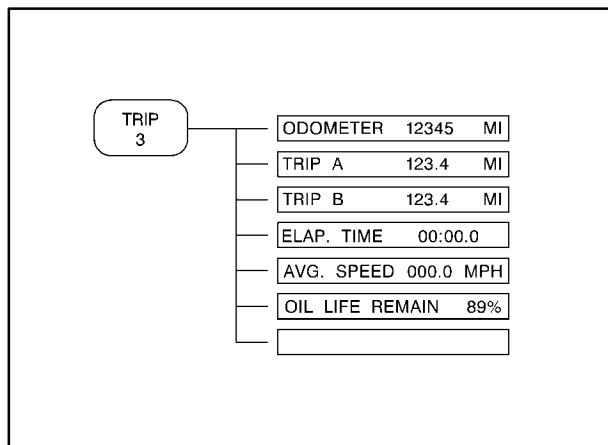 TRIP
3
ODOMETER 12345 MI
TRIP A 123.4 MI
TRIP B 123.4 MI
ELAP. TIME 00:00.0
AVG. SPEED 000.0 MPH
OIL LIFE REMAIN 89%